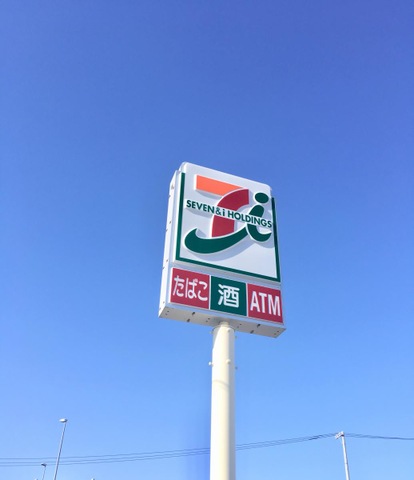 SEVEN&i HOLDINGS
たばこ 酒 ATM